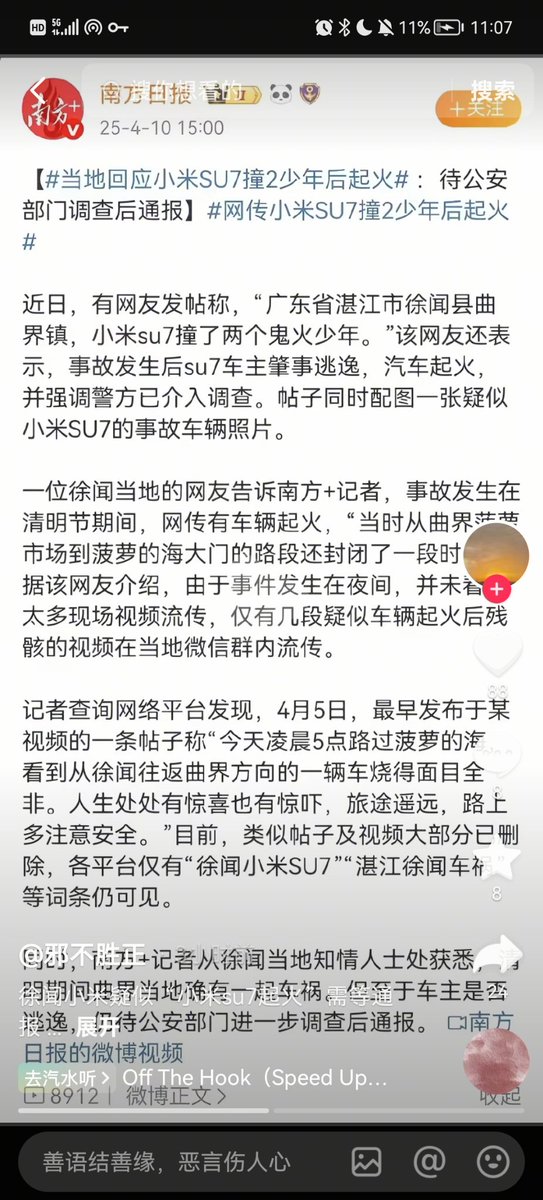 HD 5G 11% 11:07
南方日报
搜你想看的 搜索
25-4-10 15:00
+关注
南方+
【#当地回应小米SU7撞2少年后起火#：待公安
部门调查后通报】#网传小米SU7撞2少年后起火
#
近日，有网友发帖称，“广东省湛江市徐闻县曲
界镇，小米su7撞了两个鬼火少年。”该网友还表
示，事故发生后su7车主肇事逃逸，汽车起火，
并强调警方已介入调查。帖子同时配图一张疑似
小米SU7的事故车辆照片。
一位徐闻当地的网友告诉南方+记者，事故发生在
清明节期间，网传有车辆起火，“当时从曲界菠萝
市场到菠萝的海大门的路段还封闭了一段时
据该网友介绍，由于事件发生在夜间，并未看
太多现场视频流传，仅有几段疑似车辆起火后残
骸的视频在当地微信群内流传。
记者查询网络平台发现，4月5日，最早发布于某
视频的一条帖子称“今天凌晨5点路过菠萝的海
看到从徐闻往返曲界方向的一辆车烧得面目全
非。人生处处有惊喜也有惊吓，旅途遥远，路上
多注意安全。”目前，类似帖子及视频大部分已删
除，各平台仅有“徐闻小米SU7”“湛江徐闻车祸”
等词条仍可见。
88
8
24
@邪不胜正
南方+记者从徐闻当地知情人士处获悉，清
明期间曲界当地确有一起车祸。但至于车主是否
逃逸，仍待公安部门进一步调查后通报。南方
日报的微博视频
徐闻小米疑似 小米su7起火 需等通
报... 展开
去汽水听 Off The Hook（Speed Up...
8912 微博正文 收起
善语结善缘，恶言伤人心